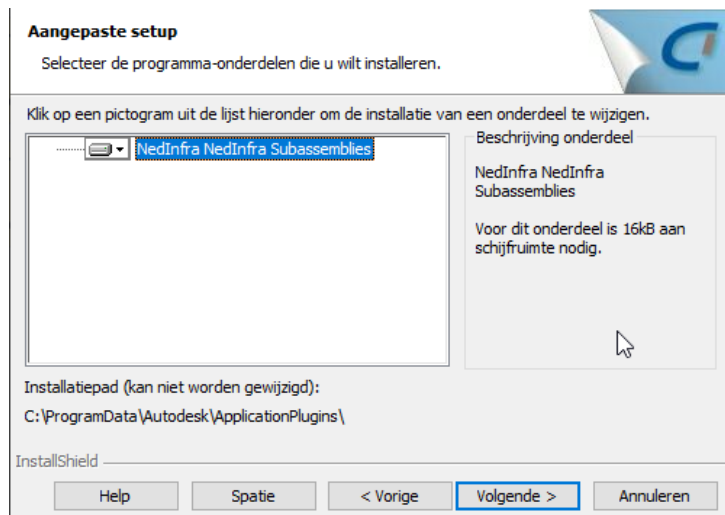 Aangepaste setup
Selecteer de programma-onderdelen die u wilt installeren.
Klik op een pictogram uit de lijst hieronder om de installatie van een onderdeel te wijzigen.
NedInfra NedInfra Subassemblies
Beschrijving onderdeel
NedInfra NedInfra
Subassemblies
Voor dit onderdeel is 16kB aan
schijfruimte nodig.
Installatiepad (kan niet worden gewijzigd):
C:\ProgramData\Autodesk\ApplicationPlugins\
InstallShield
Help
Spatie
< Vorige
Volgende >
Annuleren